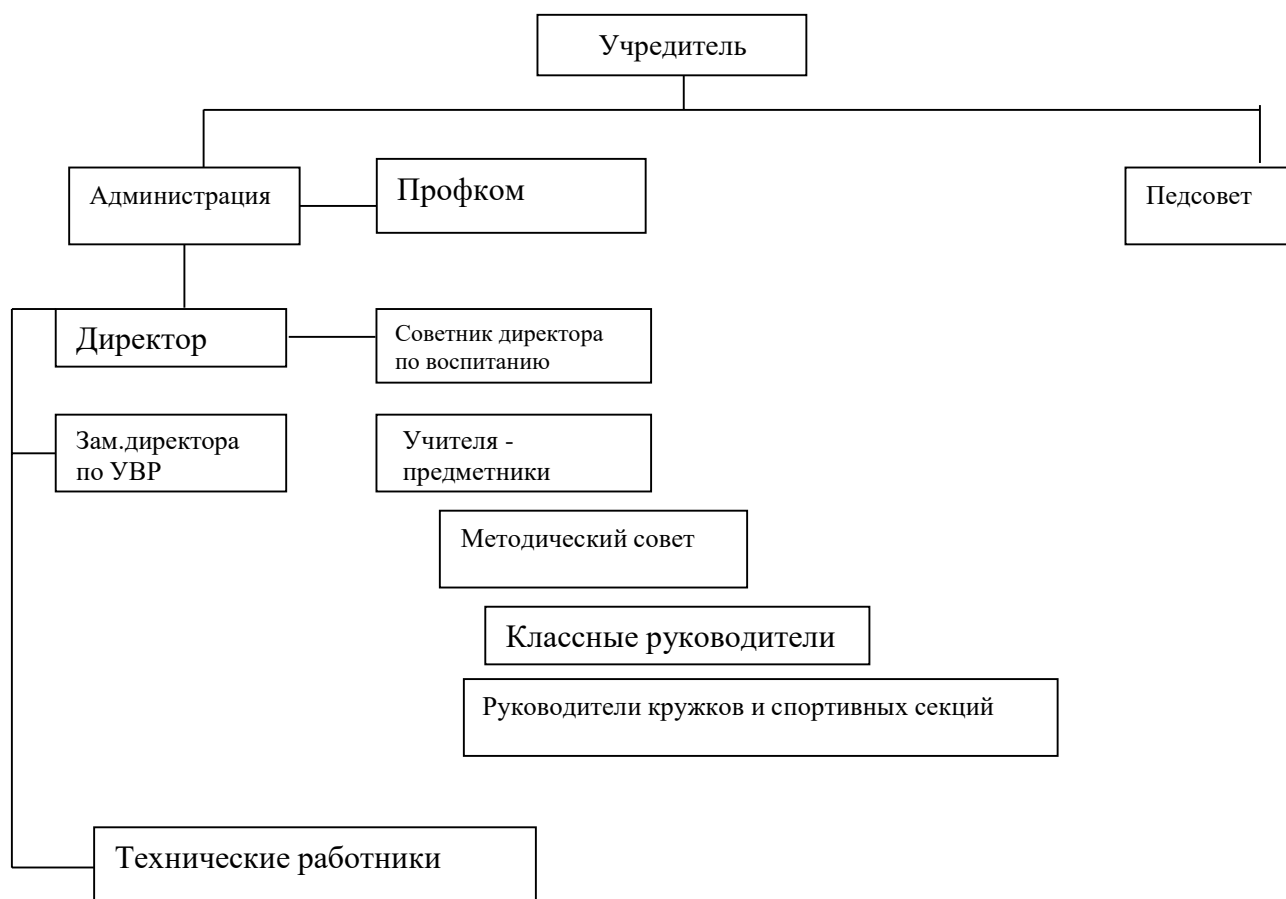 Учредитель
Администрация
Профком
Педсовет
Директор
Советник директора
по воспитанию
Зам.директора
по УВР
Учителя -
предметники
Методический совет
Классные руководители
Руководители кружков и спортивных секций
Технические работники